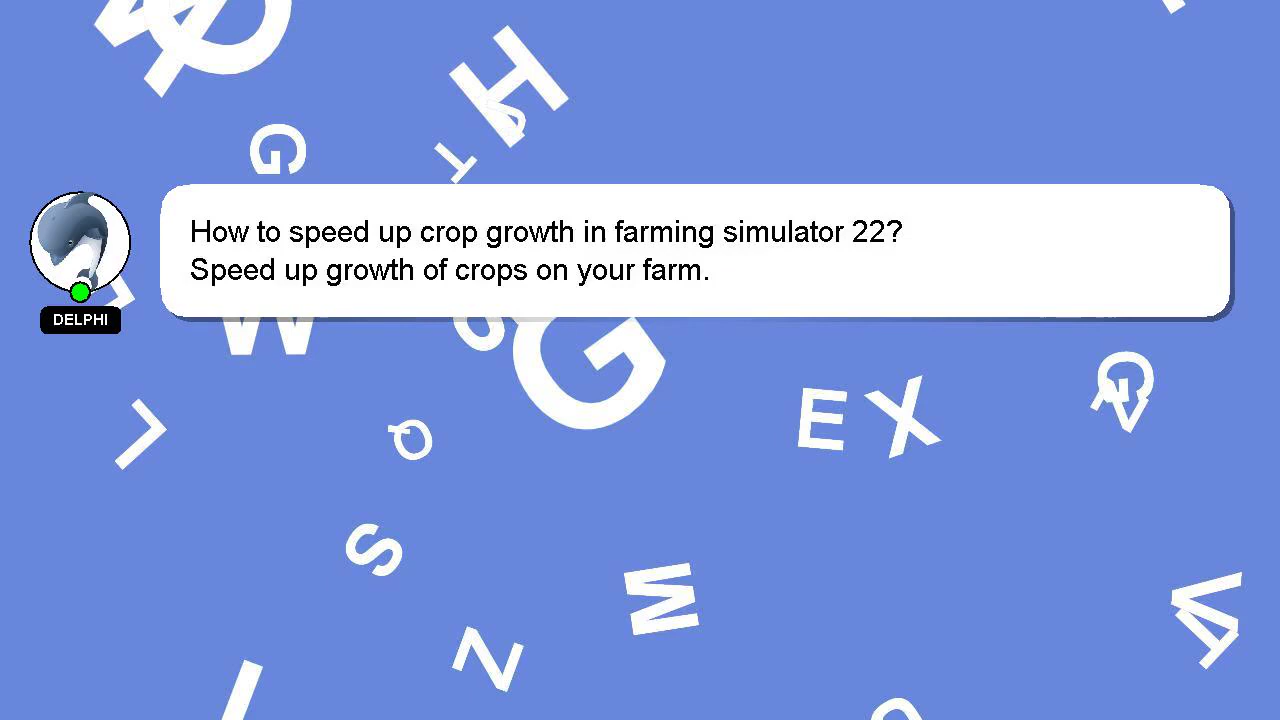 How to speed up crop growth in farming simulator 22?
Speed up growth of crops on your farm.
DELPHI
H
T
G
W
G
E X
G
L
Q
S
M
Z